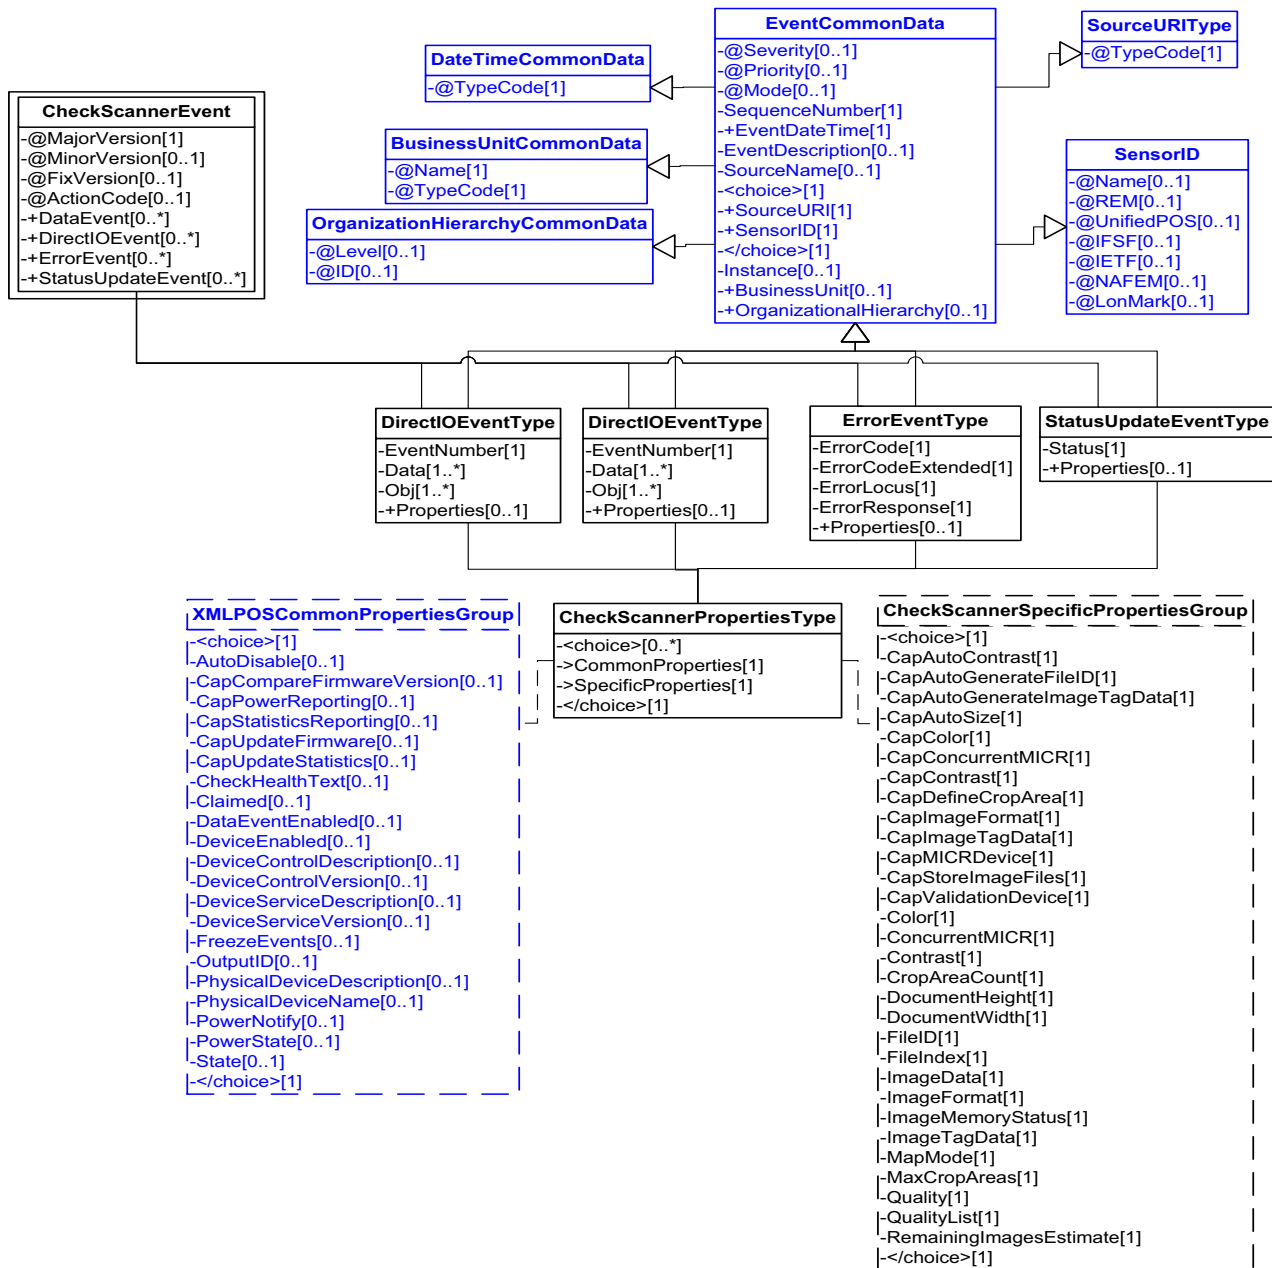 EventCommonData
-@Severity[0..1]
-@Priority[0..1]
-@Mode[0..1]
-SequenceNumber[1]
-+EventDateTime[1]
-EventDescription[0..1]
-SourceName[0..1]
-<choice>[1]
-+SourceURI[1]
-+SensorID[1]
-</choice>[1]
-Instance[0..1]
-+BusinessUnit[0..1]
-+OrganizationalHierarchy[0..1]
SourceURIType
-@TypeCode[1]
DateTimeCommonData
-@TypeCode[1]
CheckScannerEvent
-@MajorVersion[1]
-@MinorVersion[0..1]
-@FixVersion[0..1]
-@ActionCode[0..1]
-+DataEvent[0..*]
-+DirectIOEvent[0..*]
-+ErrorEvent[0..*]
-+StatusUpdateEvent[0..*]
BusinessUnitCommonData
-@Name[1]
-@TypeCode[1]
SensorID
-@Name[0..1]
-@REM[0..1]
-@UnifiedPOS[0..1]
-@IFSF[0..1]
-@IETF[0..1]
-@NAFEM[0..1]
-@LonMark[0..1]
OrganizationHierarchyCommonData
-@Level[0..1]
-@ID[0..1]
DirectIOEventType
-EventNumber[1]
-Data[1..*]
-Obj[1..*]
-+Properties[0..1]
DirectIOEventType
-EventNumber[1]
-Data[1..*]
-Obj[1..*]
-+Properties[0..1]
ErrorEventType
-ErrorCode[1]
-ErrorCodeExtended[1]
-ErrorLocus[1]
-ErrorResponse[1]
-+Properties[0..1]
StatusUpdateEventType
-Status[1]
-+Properties[0..1]
XMLPOSCommonPropertiesGroup
-<choice>[1]
-AutoDisable[0..1]
-CapCompareFirmwareVersion[0..1]
-CapPowerReporting[0..1]
-CapStatisticsReporting[0..1]
-CapUpdateFirmware[0..1]
-CapUpdateStatistics[0..1]
-CheckHealthText[0..1]
-Claimed[0..1]
-DataEventEnabled[0..1]
-DeviceEnabled[0..1]
-DeviceControlDescription[0..1]
-DeviceControlVersion[0..1]
-DeviceServiceDescription[0..1]
-DeviceServiceVersion[0..1]
-FreezeEvents[0..1]
-OutputID[0..1]
-PhysicalDeviceDescription[0..1]
-PhysicalDeviceName[0..1]
-PowerNotify[0..1]
-PowerState[0..1]
-State[0..1]
-</choice>[1]
CheckScannerPropertiesType
-<choice>[0..*]
->CommonProperties[1]
->SpecificProperties[1]
-</choice>[1]
CheckScannerSpecificPropertiesGroup
-<choice>[1]
-CapAutoContrast[1]
-CapAutoGenerateFileID[1]
-CapAutoGenerateImageTagData[1]
-CapAutoSize[1]
-CapColor[1]
-CapConcurrentMICR[1]
-CapContrast[1]
-CapDefineCropArea[1]
-CapImageFormat[1]
-CapImageTagData[1]
-CapMICRDevice[1]
-CapStoreImageFiles[1]
-CapValidationDevice[1]
-Color[1]
-ConcurrentMICR[1]
-Contrast[1]
-CropAreaCount[1]
-DocumentHeight[1]
-DocumentWidth[1]
-FileID[1]
-FileIndex[1]
-ImageData[1]
-ImageFormat[1]
-ImageMemoryStatus[1]
-ImageTagData[1]
-MapMode[1]
-MaxCropAreas[1]
-Quality[1]
-QualityList[1]
-RemainingImagesEstimate[1]
-</choice>[1]